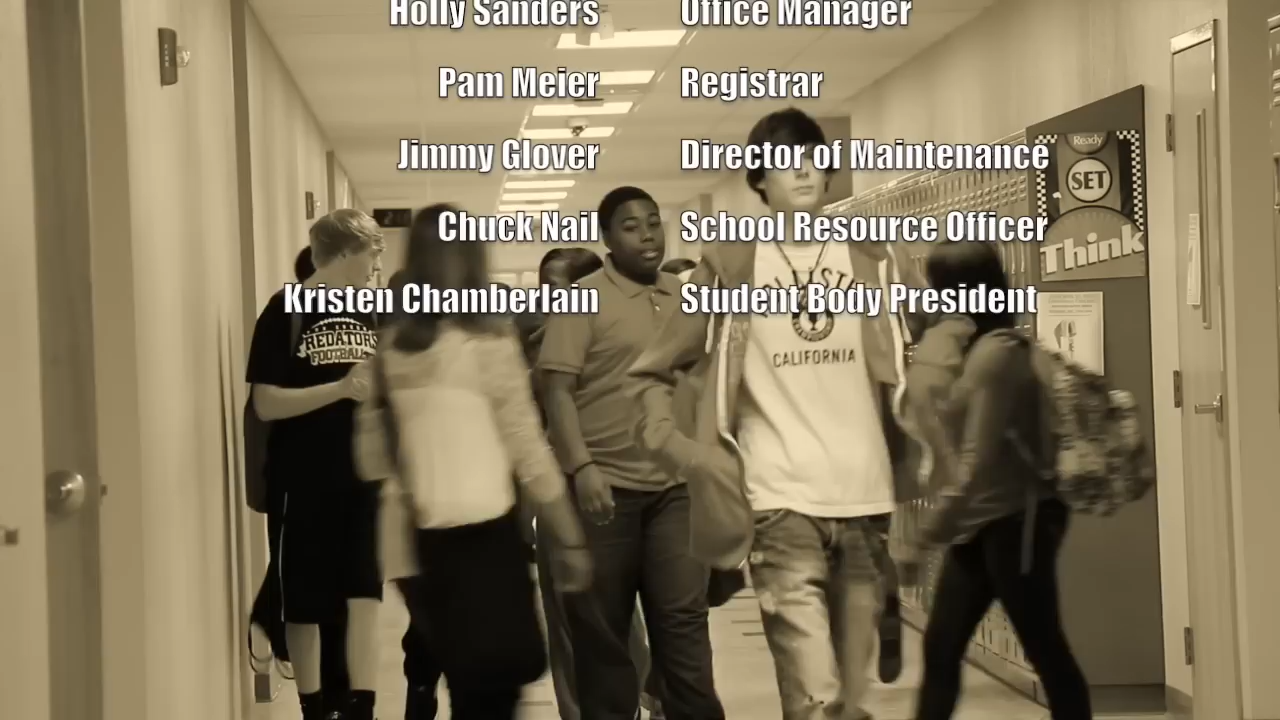 Holly Sanders Office Manager
Pam Meier Registrar
Jimmy Glover Director of Maintenance
Chuck Nail School Resource Officer
Kristen Chamberlain Student Body President
Ready
SET
Think
REDATORS
FOOTBALL
CALIFORNIA